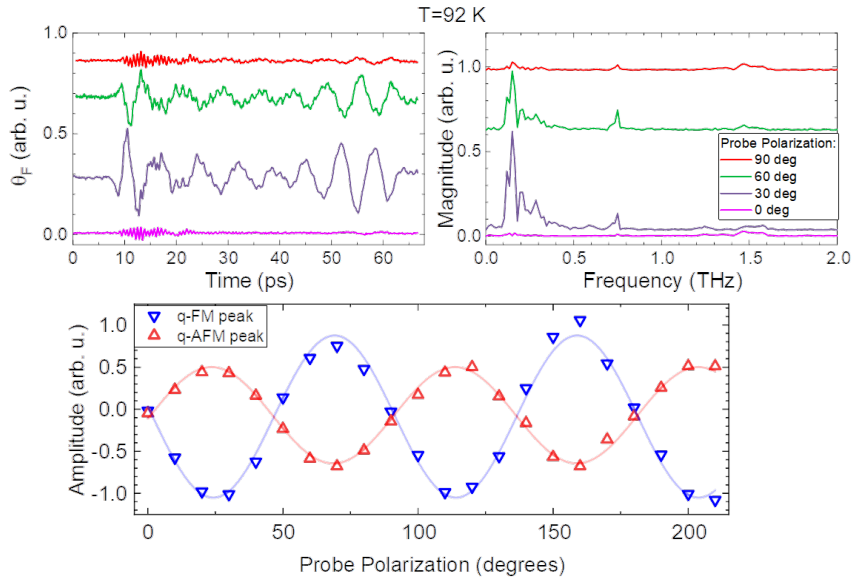 T=92 K
1.0
0.5
0.0
θF (arb. u.)
0 10 20 30 40 50 60
Time (ps)
1.0
0.5
0.0
Magnitude (arb. u.)
Probe Polarization:
90 deg
60 deg
30 deg
0 deg
0.0 0.5 1.0 1.5 2.0
Frequency (THz)
q-FM peak
q-AFM peak
1.0
0.5
0.0
-0.5
-1.0
Amplitude (arb. u.)
0 50 100 150 200
Probe Polarization (degrees)